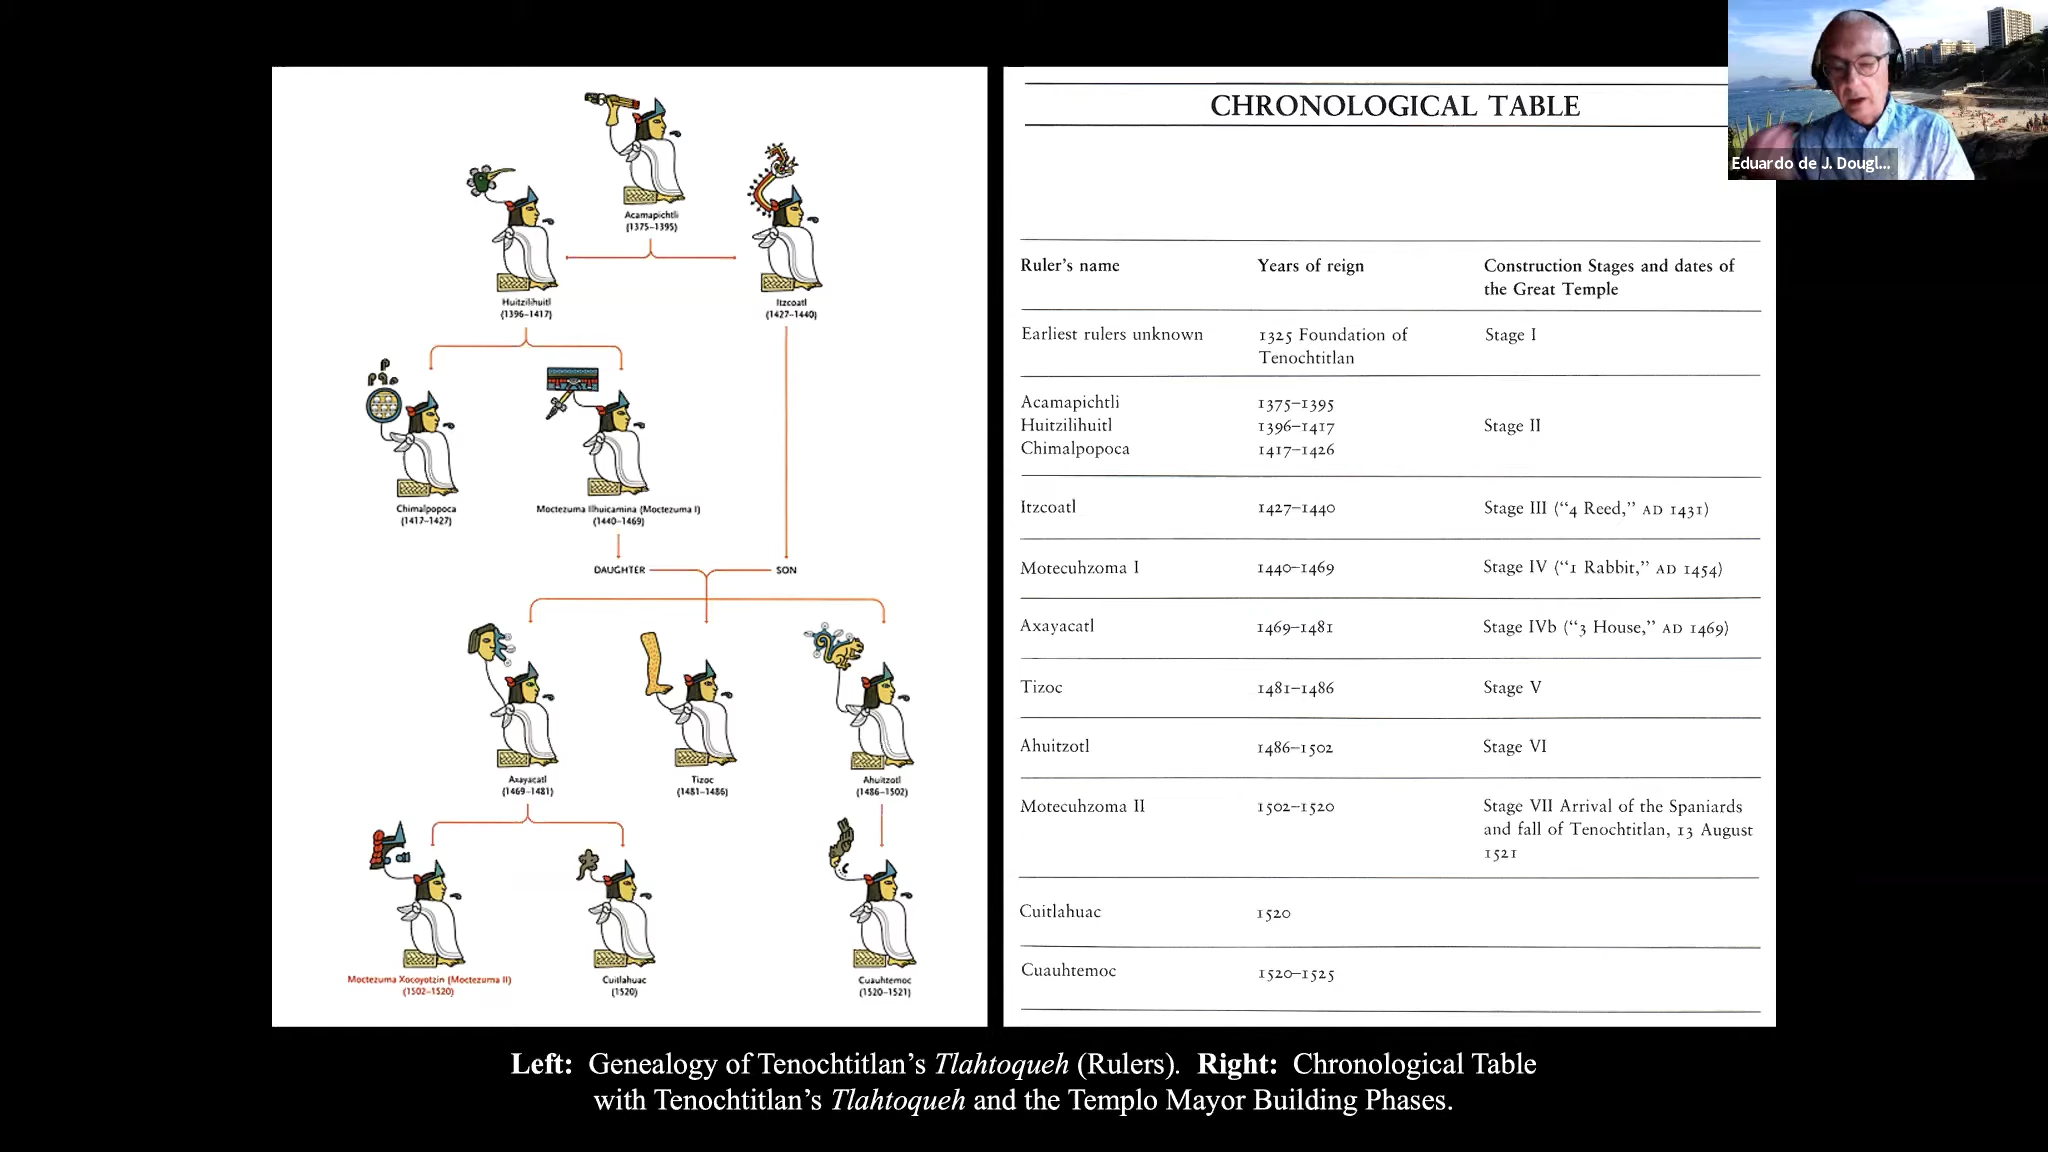 Acamapichtli
(1375–1395)
Huitzilihuitl
(1396–1417)
Itzcoatl
(1427–1440)
Chimalpopoca
(1417–1427)
Moctezuma Ilhuicamina (Moctezuma I)
(1440–1469)
DAUGHTER
SON
Axayacatl
(1469–1481)
Tizoc
(1481–1486)
Ahuitzotl
(1486–1502)
Moctezuma Xocoyotzin (Moctezuma II)
(1502–1520)
Cuitlahuac
(1520)
Cuauhtemoc
(1520–1521)
CHRONOLOGICAL TABLE
Ruler's name Years of reign Construction Stages and dates of
the Great Temple
Earliest rulers unknown 1325 Foundation of Stage I
Tenochtitlan
Acamapichtli 1375–1395
Huitzilihuitl 1396–1417 Stage II
Chimalpopoca 1417–1426
Itzcoatl 1427–1440 Stage III (“4 Reed,” AD 1431)
Motecuhzoma I 1440–1469 Stage IV (“1 Rabbit,” AD 1454)
Axayacatl 1469–1481 Stage IVb (“3 House,” AD 1469)
Tizoc 1481–1486 Stage V
Ahuitzotl 1486–1502 Stage VI
Motecuhzoma II 1502–1520 Stage VII Arrival of the Spaniards
and fall of Tenochtitlan, 13 August
1521
Cuitlahuac 1520
Cuauhtemoc 1520–1525
Eduardo de J. Dougl...
Left: Genealogy of Tenochtitlan’s Tlahtoqueh (Rulers). Right: Chronological Table
with Tenochtitlan’s Tlahtoqueh and the Templo Mayor Building Phases.